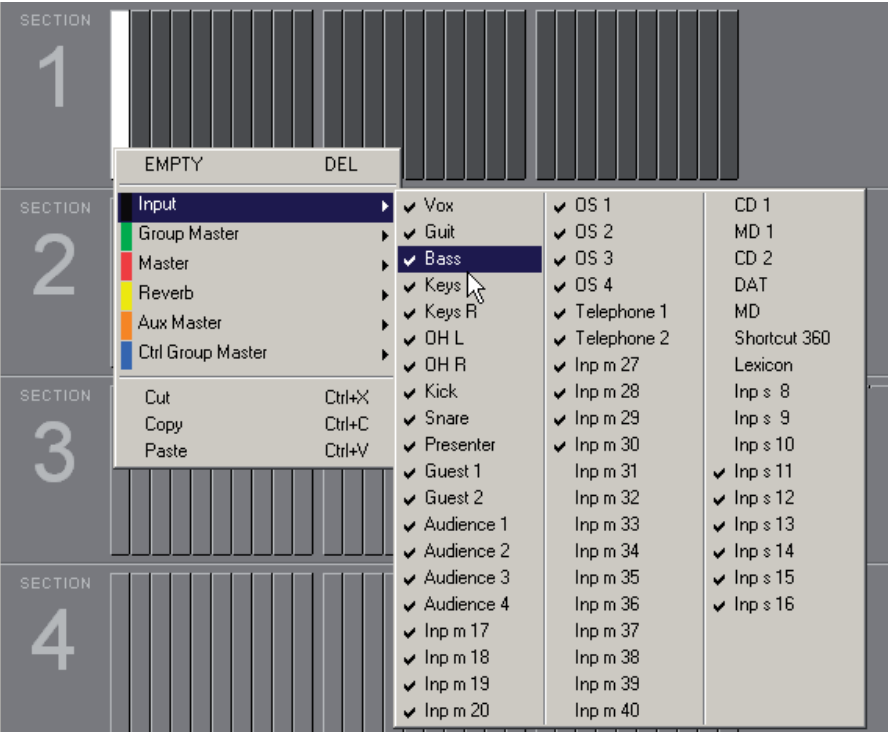 SECTION
1
EMPTY DEL
Input
Group Master
Master
Reverb
Aux Master
Ctrl Group Master
Cut Ctrl+X
Copy Ctrl+C
Paste Ctrl+V
SECTION
2
SECTION
3
SECTION
4
Vox
Guit
Bass
Keys
Keys R
OH L
OH R
Kick
Snare
Presenter
Guest 1
Guest 2
Audience 1
Audience 2
Audience 3
Audience 4
Inp m 17
Inp m 18
Inp m 19
Inp m 20
OS 1
OS 2
OS 3
OS 4
Telephone 1
Telephone 2
Inp m 27
Inp m 28
Inp m 29
Inp m 30
Inp m 31
Inp m 32
Inp m 33
Inp m 34
Inp m 35
Inp m 36
Inp m 37
Inp m 38
Inp m 39
Inp m 40
CD 1
MD 1
CD 2
DAT
MD
Shortcut 360
Lexicon
Inp s 8
Inp s 9
Inp s 10
Inp s 11
Inp s 12
Inp s 13
Inp s 14
Inp s 15
Inp s 16